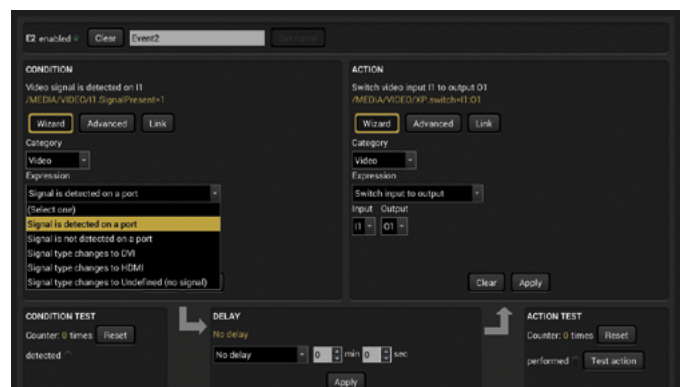 E2 enabled Clear Event2 Set name
CONDITION
Video signal is detected on I1
/MEDIA/VIDEO/I1.SignalPresent=1
Wizard Advanced Link
Category
Video
Expression
Signal is detected on a port
(Select one)
Signal is detected on a port
Signal is not detected on a port
Signal type changes to DVI
Signal type changes to HDMI
Signal type changes to Undefined (no signal)
ACTION
Switch video input I1 to output O1
/MEDIA/VIDEO/XP.switch=I1:O1
Wizard Advanced Link
Category
Video
Expression
Switch input to output
Input Output
I1 O1
Clear Apply
CONDITION TEST
Counter: 0 times Reset
detected
DELAY
No delay
No delay 0 min 0 sec
Apply
ACTION TEST
Counter: 0 times Reset
performed Test action